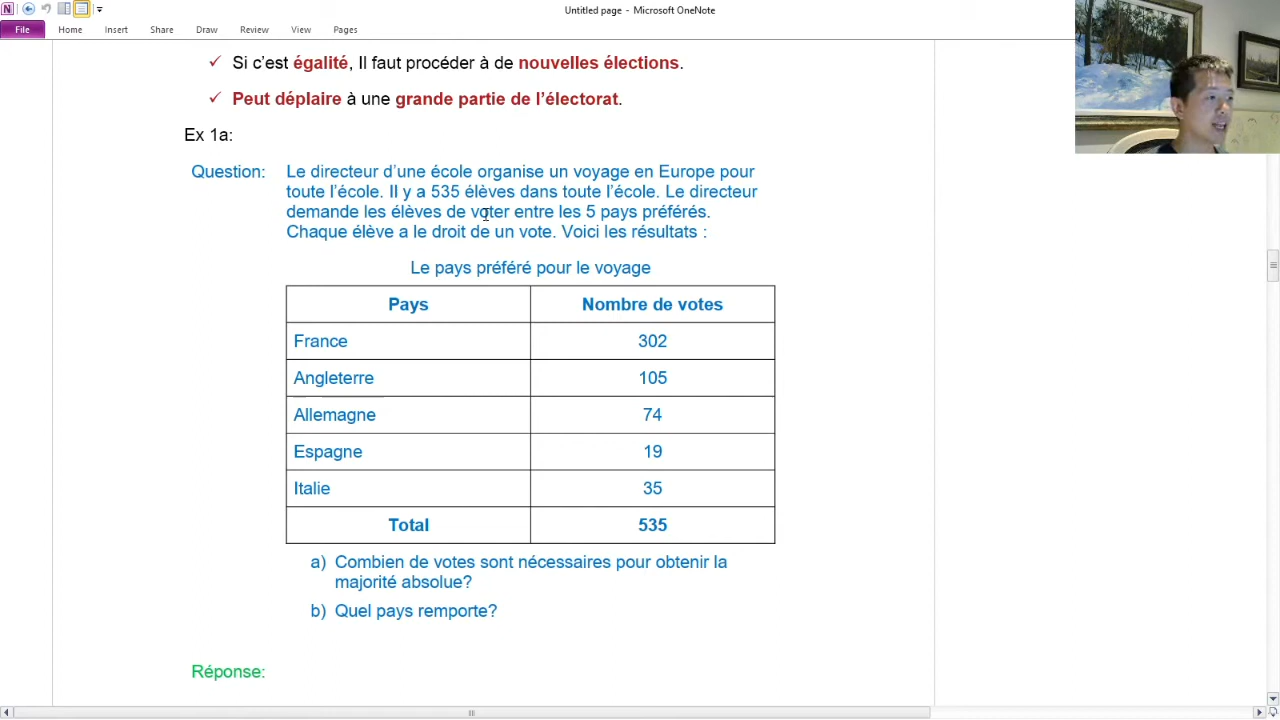 Untitled page - Microsoft OneNote
File Home Insert Share Draw Review View Pages
✓ Si c’est égalité, Il faut procéder à de nouvelles élections.
✓ Peut déplaire à une grande partie de l’électorat.
Ex 1a:
Question: Le directeur d’une école organise un voyage en Europe pour
toute l’école. Il y a 535 élèves dans toute l’école. Le directeur
demande les élèves de voter entre les 5 pays préférés.
Chaque élève a le droit de un vote. Voici les résultats :
Le pays préféré pour le voyage
Pays Nombre de votes
France 302
Angleterre 105
Allemagne 74
Espagne 19
Italie 35
Total 535
a) Combien de votes sont nécessaires pour obtenir la
majorité absolue?
b) Quel pays remporte?
Réponse: